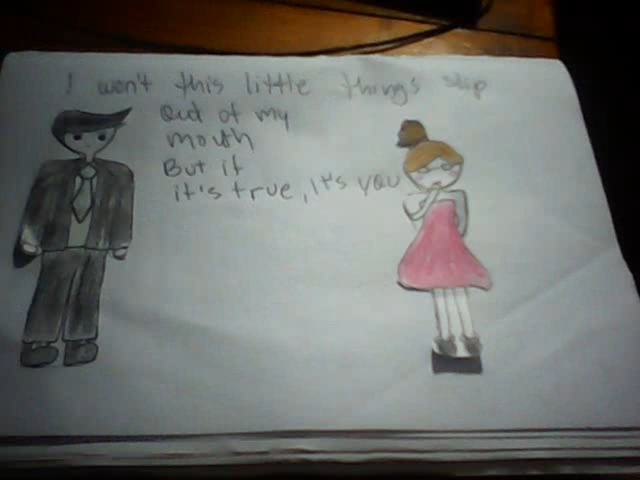 I won't this little things slip
Out of my
mouth
But if
it's true, It's you